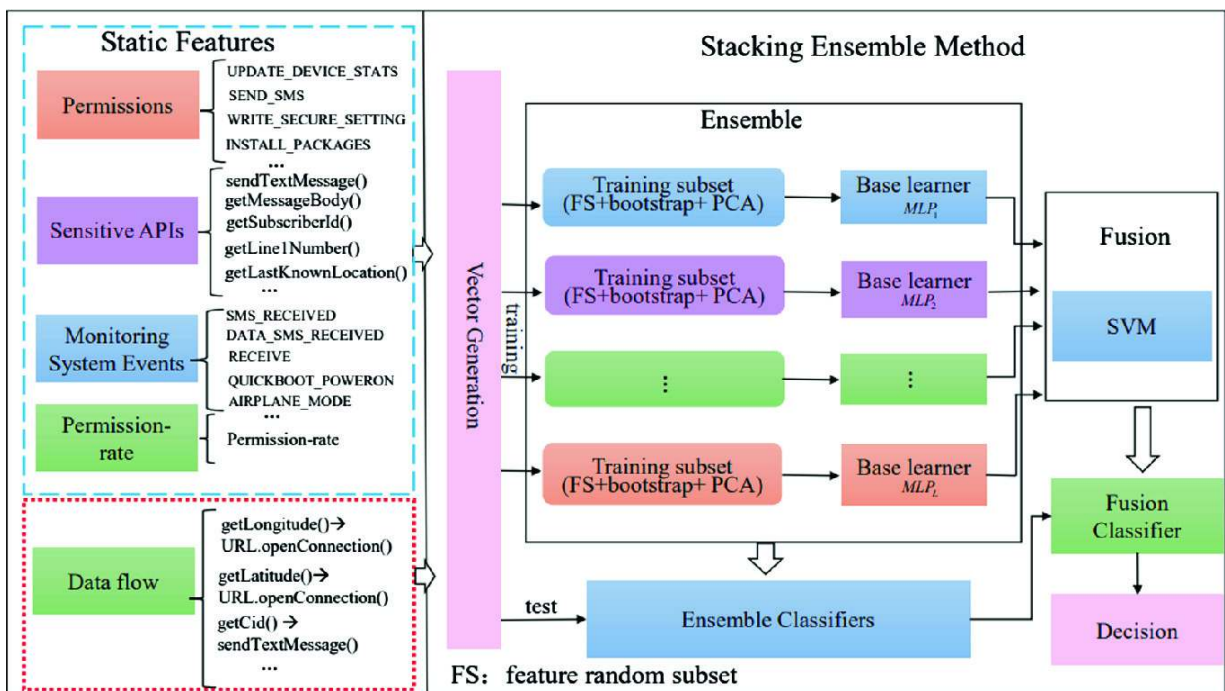 Static Features
Permissions
UPDATE_DEVICE_STATS
SEND_SMS
WRITE_SECURE_SETTING
INSTALL_PACKAGES
...
Sensitive APIs
sendTextMessage()
getMessageBody()
getSubscriberId()
getLine1Number()
getLastKnownLocation()
...
Monitoring
System Events
SMS_RECEIVED
DATA_SMS_RECEIVED
RECEIVE
QUICKBOOT_POWERON
AIRPLANE_MODE
...
Permission-
rate
Permission-rate
Data flow
getLongitude()→
URL.openConnection()
getLatitude()→
URL.openConnection()
getCid() →
sendTextMessage()
...
Stacking Ensemble Method
Vector Generation
training
test
Ensemble
Training subset
(FS+bootstrap+ PCA)
Base learner
MLP₁
Training subset
(FS+bootstrap+ PCA)
Base learner
MLP₂
⋮
⋮
Training subset
(FS+bootstrap+ PCA)
Base learner
MLP_L
Fusion
SVM
Ensemble Classifiers
Fusion
Classifier
Decision
FS: feature random subset